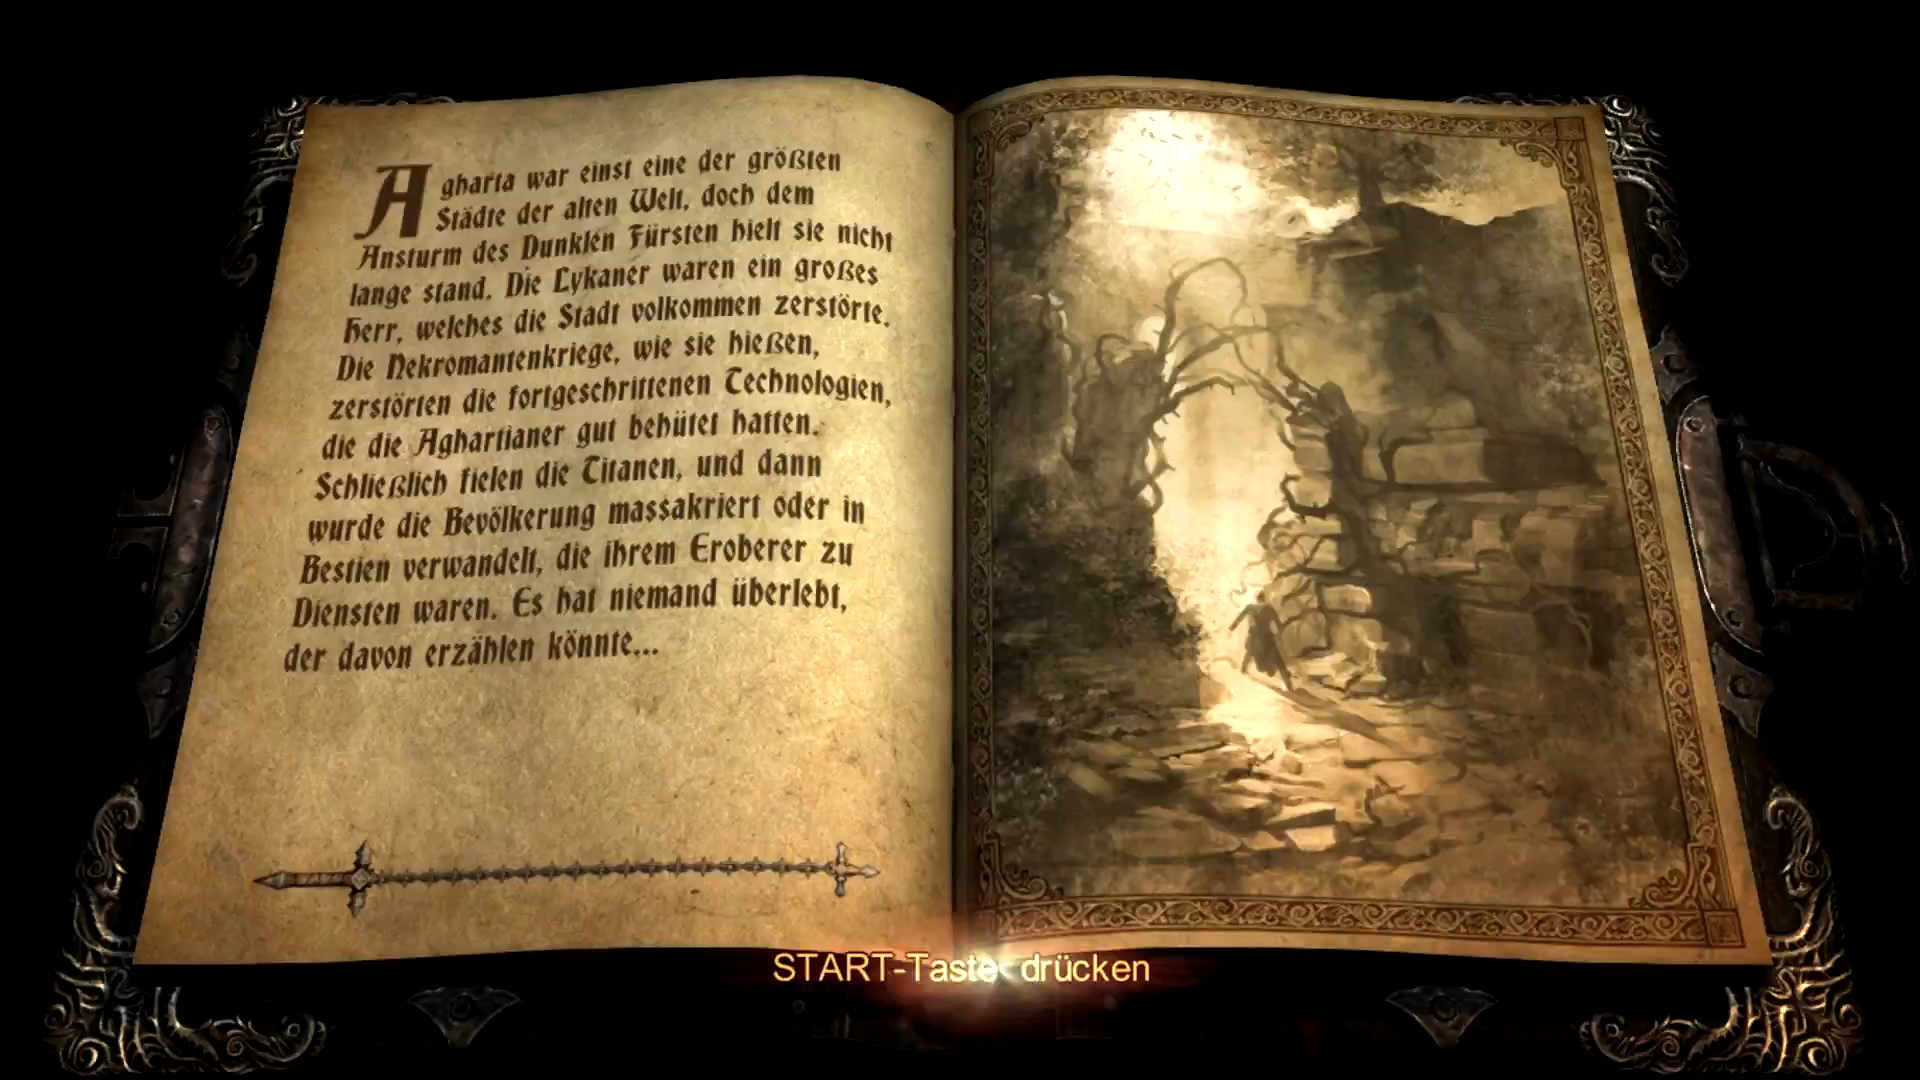 Agharta war einst eine der größten
Städte der alten Welt, doch dem
Ansturm des Dunklen Fürsten hielt sie nicht
lange stand. Die Lykaner waren ein großes
Herr, welches die Stadt volkommen zerstörte.
Die Nekromantenkriege, wie sie hießen,
zerstörten die fortgeschrittenen Technologien,
die die Aghartianer gut behütet hatten.
Schließlich fielen die Titanen, und dann
wurde die Bevölkerung massakriert oder in
Bestien verwandelt, die ihrem Eroberer zu
Diensten waren. Es hat niemand überlebt,
der davon erzählen könnte...
START-Taste drücken